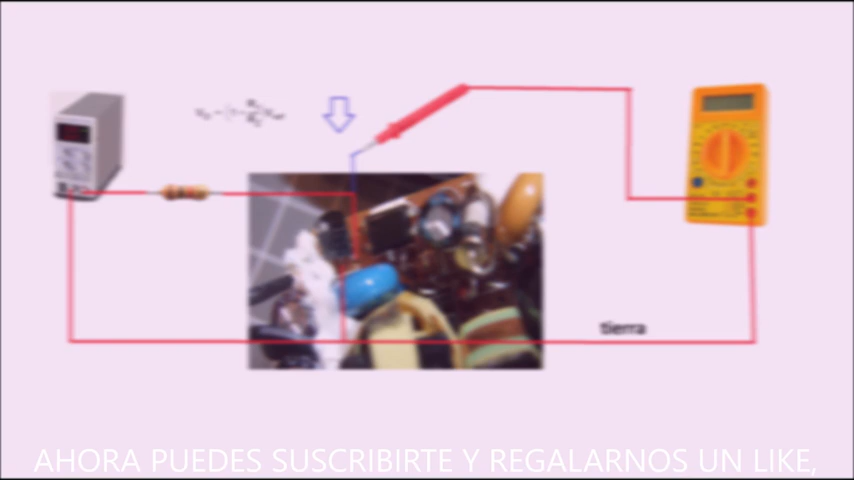 tierra
AHORA PUEDES SUSCRIBIRTE Y REGALARNOS UN LIKE,